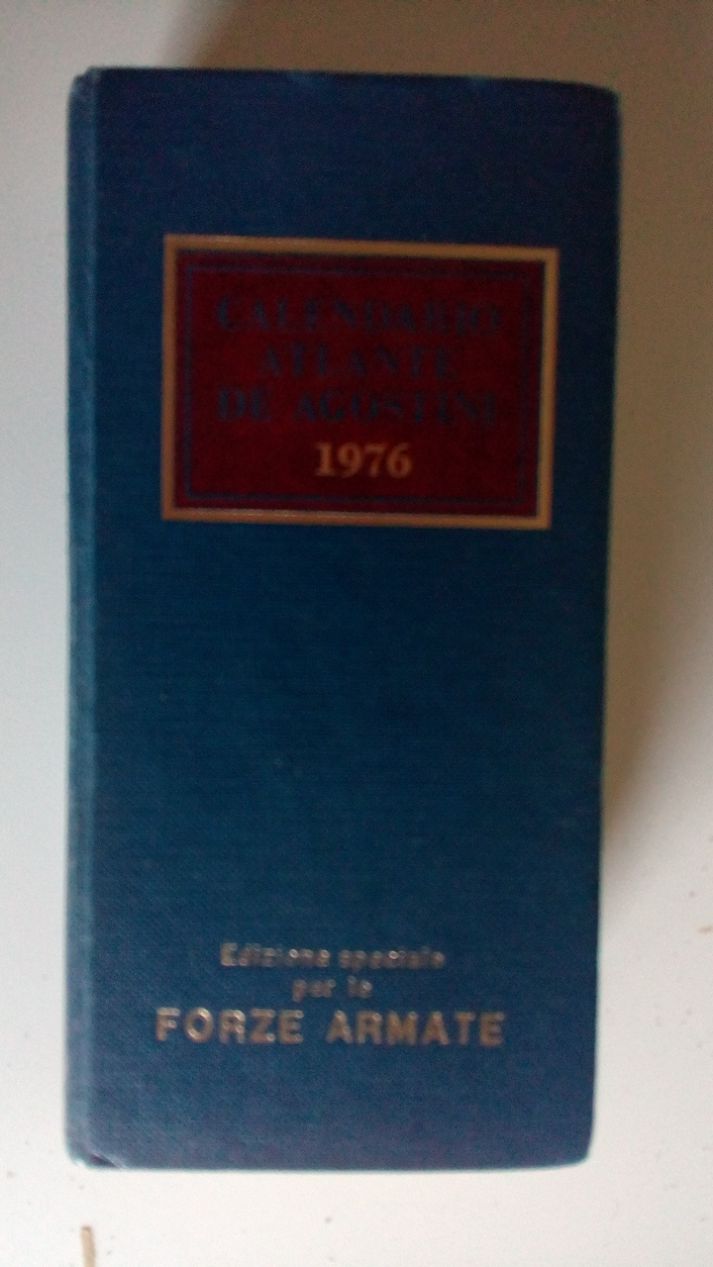 CALENDARIO
ATLANTE
DE AGOSTINI
1976
Edizione speciale
per le
FORZE ARMATE